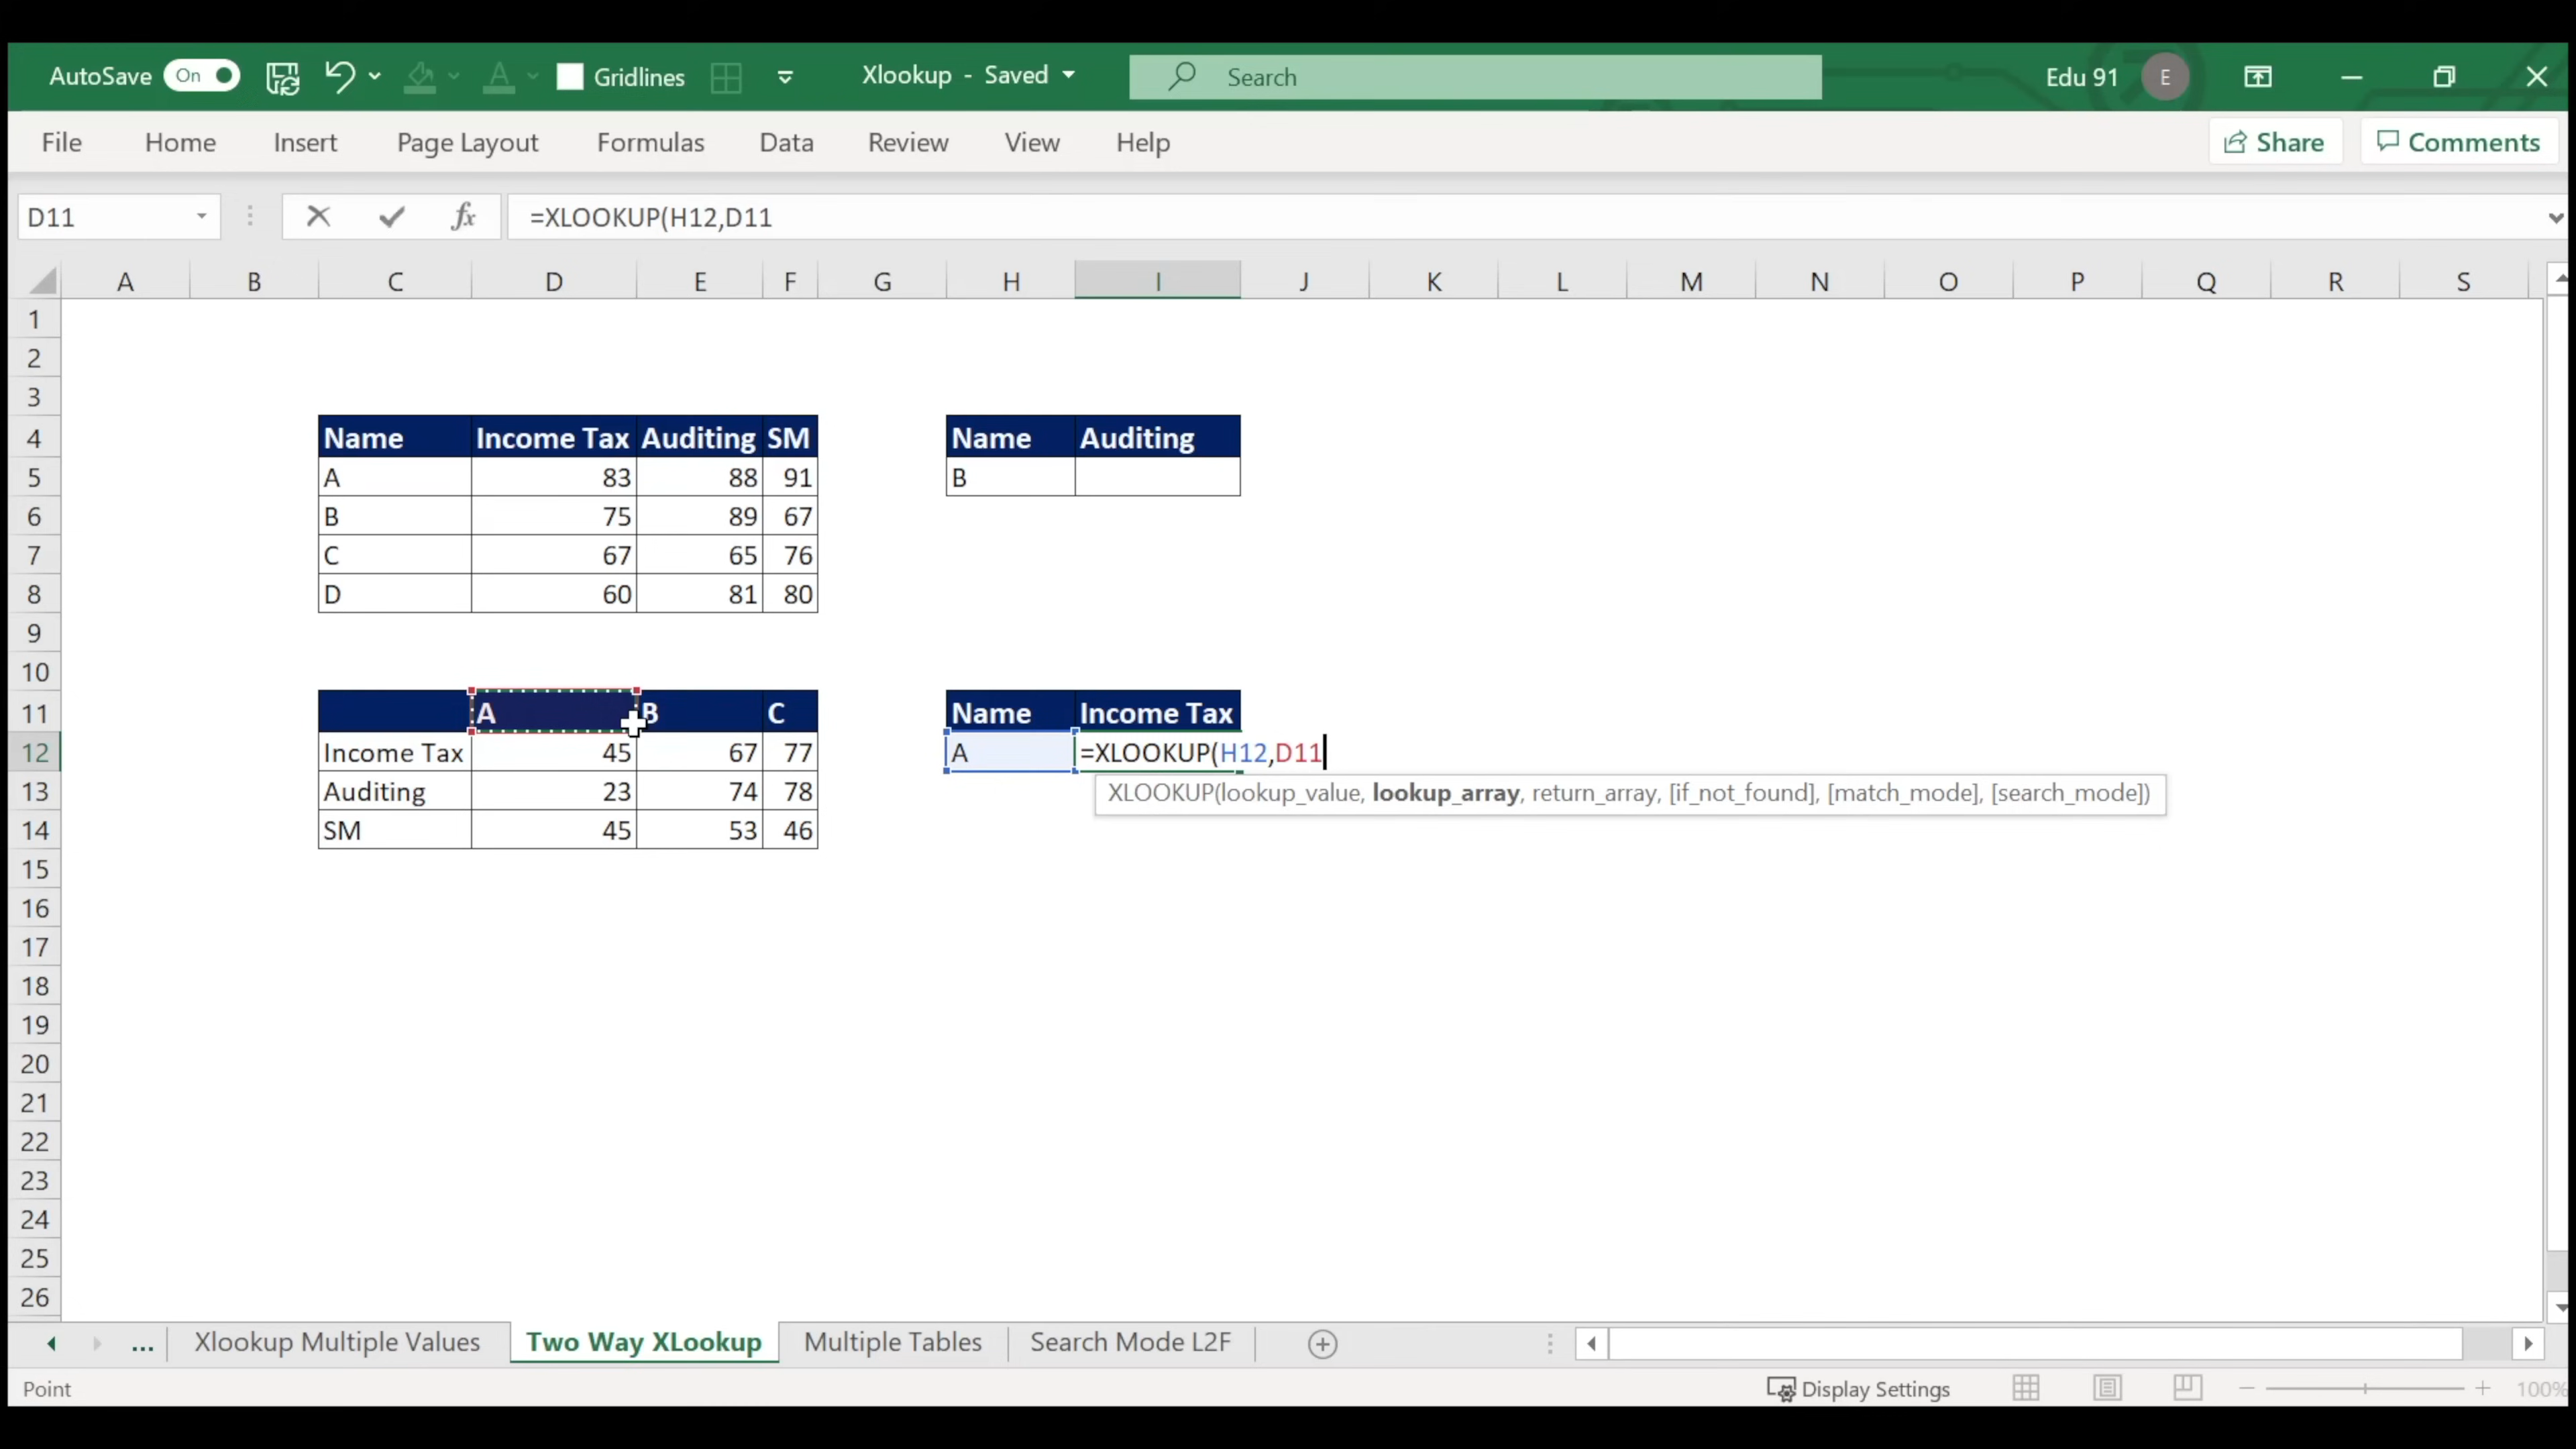 AutoSave On Gridlines Xlookup - Saved Search Edu 91 E
File Home Insert Page Layout Formulas Data Review View Help Share Comments
D11 fx =XLOOKUP(H12,D11
A B C D E F G H I J K L M N O P Q R S
1
2
3
4 Name Income Tax Auditing SM Name Auditing
5 A 83 88 91 B
6 B 75 89 67
7 C 67 65 76
8 D 60 81 80
9
10
11 A B C Name Income Tax
12 Income Tax 45 67 77 A =XLOOKUP(H12,D11
13 Auditing 23 74 78 XLOOKUP(lookup_value, lookup_array, return_array, [if_not_found], [match_mode], [search_mode])
14 SM 45 53 46
15
16
17
18
19
20
21
22
23
24
25
26
... Xlookup Multiple Values Two Way XLookup Multiple Tables Search Mode L2F
Point Display Settings 100%